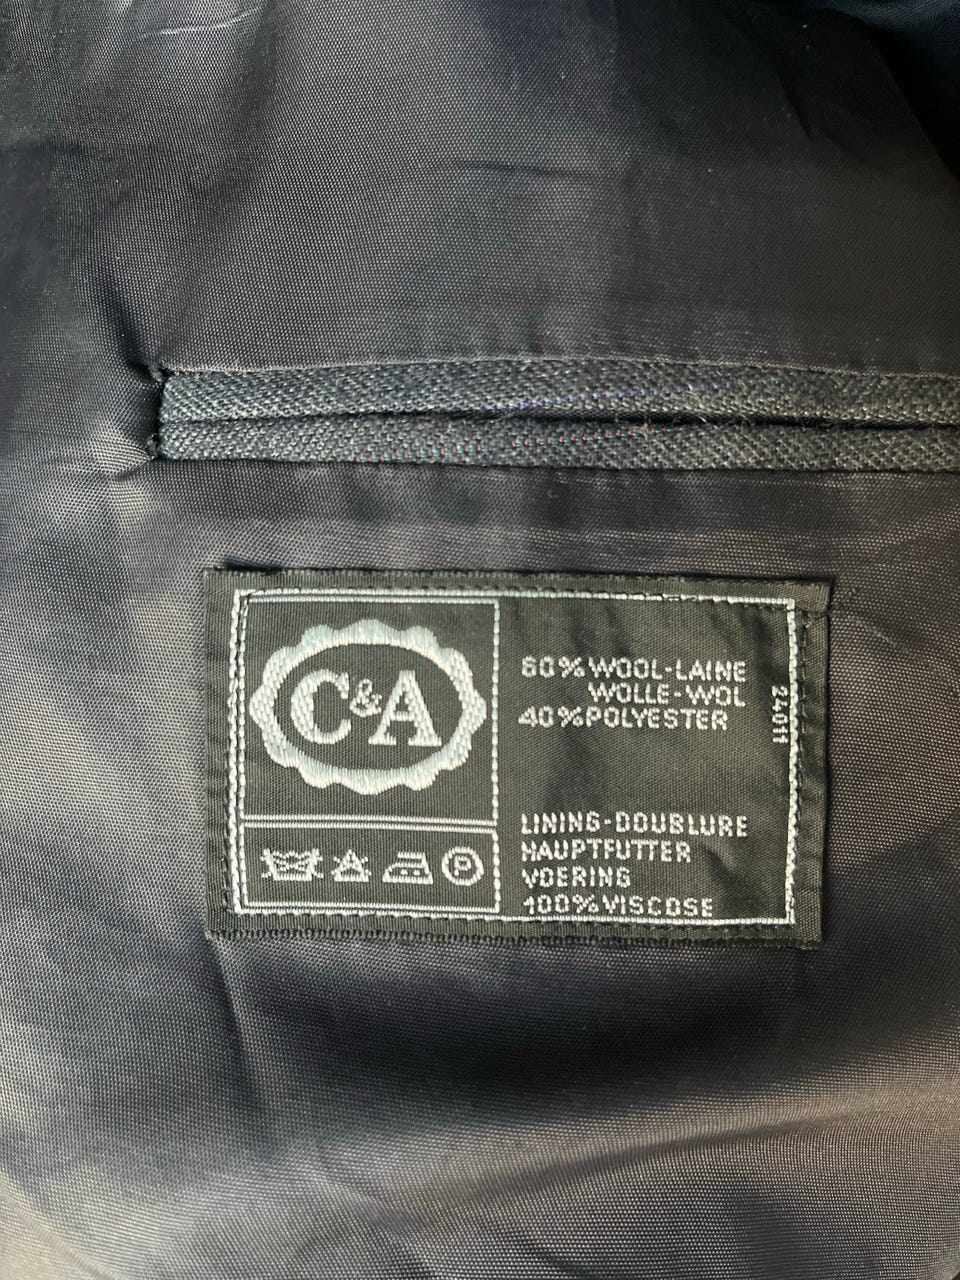 C&A
60%WOOL-LAINE
WOLLE-WOL
40%POLYESTER
24011
LINING-DOUBLURE
HAUPTFUTTER
VOERING
100%VISCOSE
P